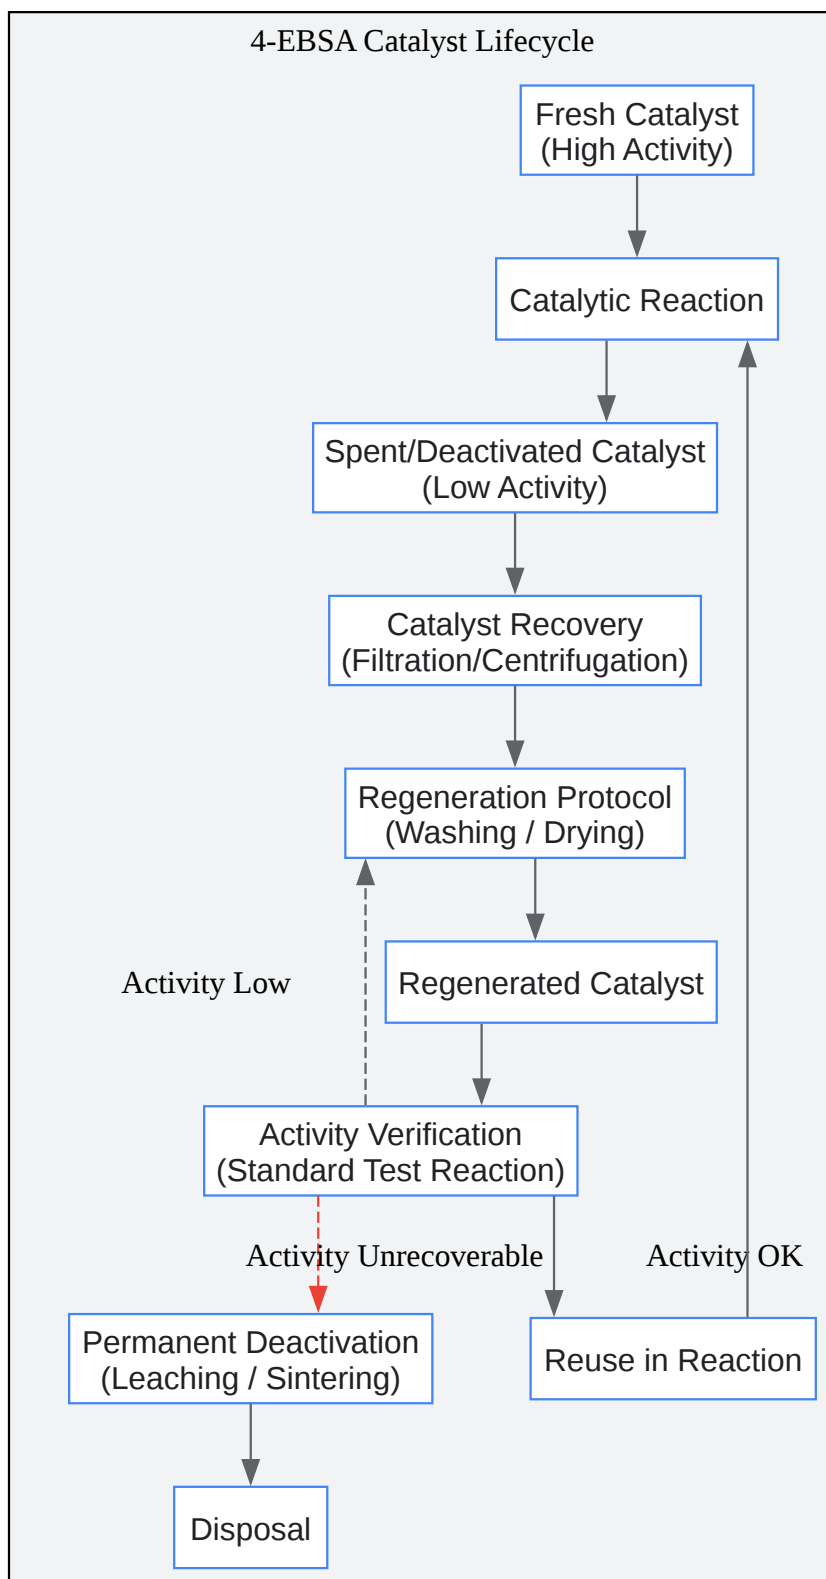 4-EBSA Catalyst Lifecycle
Fresh Catalyst
(High Activity)
Catalytic Reaction
Spent/Deactivated Catalyst
(Low Activity)
Catalyst Recovery
(Filtration/Centrifugation)
Regeneration Protocol
(Washing / Drying)
Activity Low
Regenerated Catalyst
Activity Verification
(Standard Test Reaction)
Activity Unrecoverable
Activity OK
Permanent Deactivation
(Leaching / Sintering)
Reuse in Reaction
Disposal